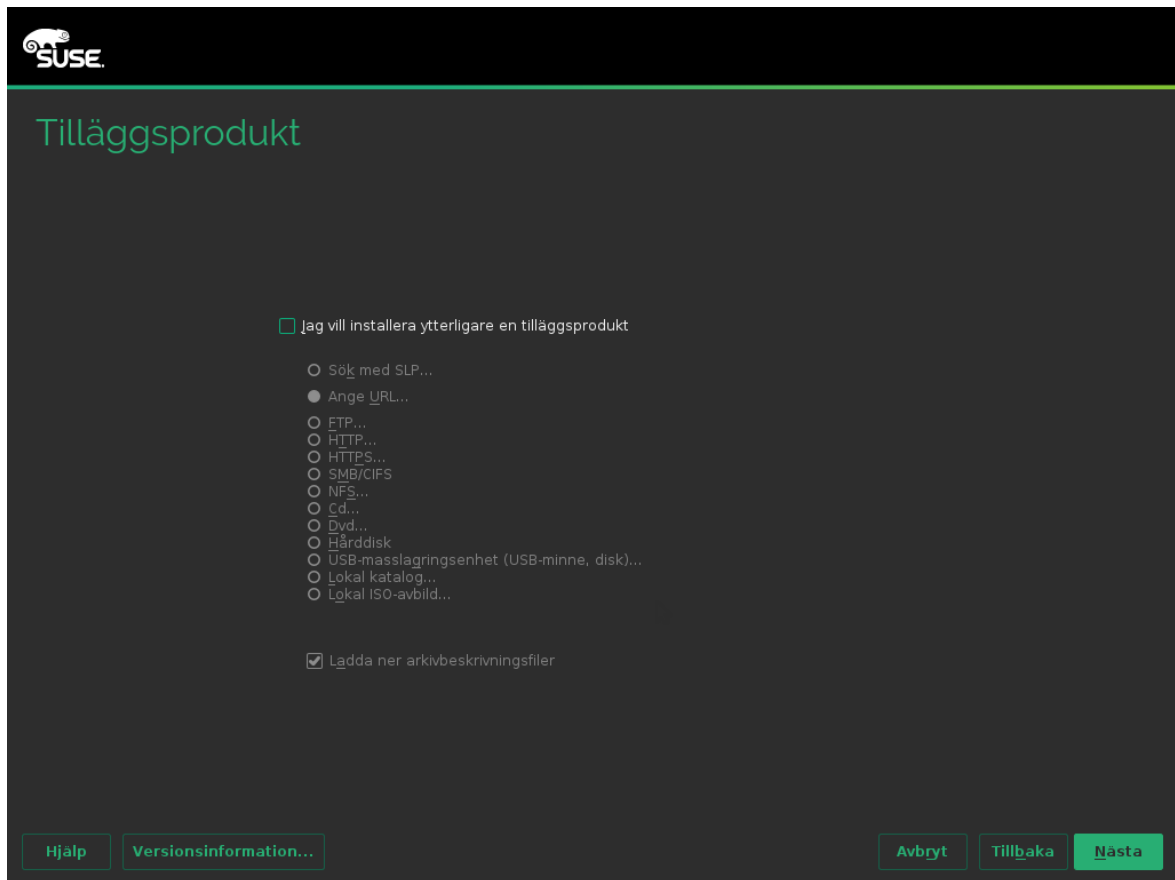 SUSE.
Tilläggsprodukt
Jag vill installera ytterligare en tilläggsprodukt
Sök med SLP...
Ange URL...
FTP...
HTTP...
HTTPS...
SMB/CIFS
NFS...
Cd...
Dvd...
Hårddisk
USB-masslagringsenhet (USB-minne, disk)...
Lokal katalog...
Lokal ISO-avbild...
Ladda ner arkivbeskrivningsfiler
Hjälp
Versionsinformation...
Avbryt
Tillbaka
Nästa